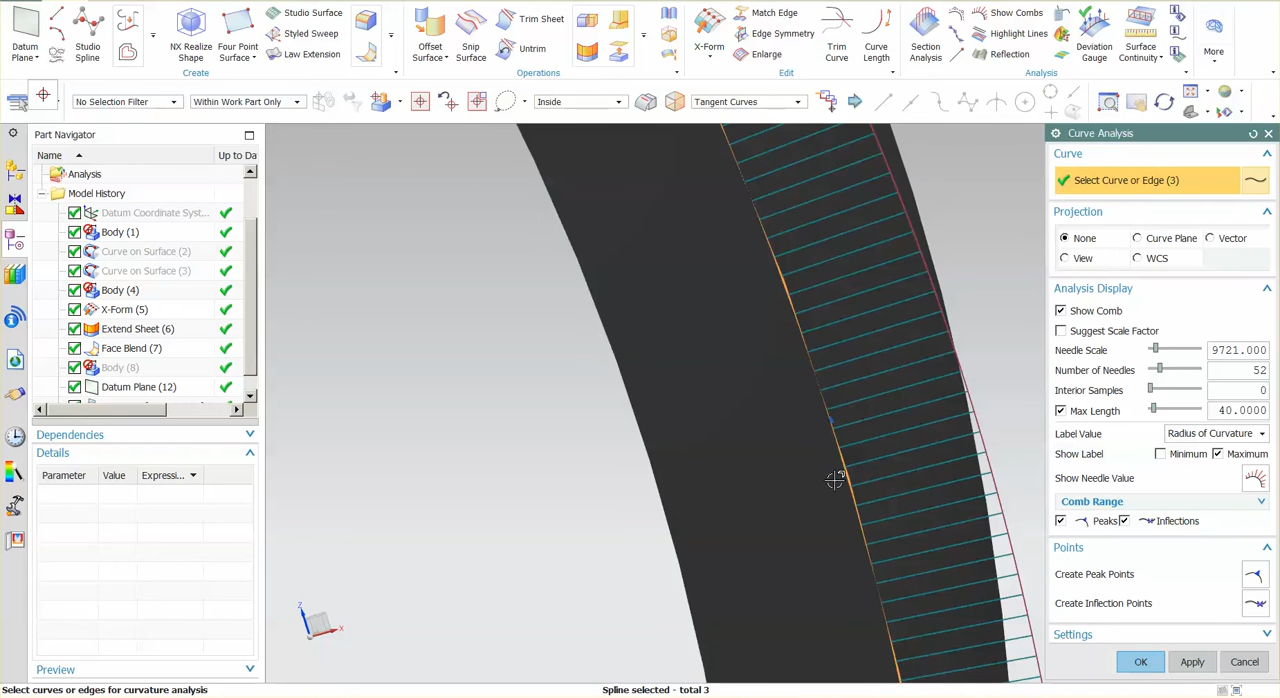 Datum Plane
Studio Spline
NX Realize Shape
Four Point Surface
Studio Surface
Styled Sweep
Law Extension
Create
Offset Surface
Snip Surface
Trim Sheet
Untrim
Operations
X-Form
Match Edge
Edge Symmetry
Enlarge
Trim Curve
Curve Length
Edit
Section Analysis
Show Combs
Highlight Lines
Reflection
Deviation Gauge
Surface Continuity
Analysis
More
No Selection Filter
Within Work Part Only
Inside
Tangent Curves
Part Navigator
Name
Up to Da
Analysis
Model History
Datum Coordinate Syst...
Body (1)
Curve on Surface (2)
Curve on Surface (3)
Body (4)
X-Form (5)
Extend Sheet (6)
Face Blend (7)
Body (8)
Datum Plane (12)
Dependencies
Details
Parameter Value Expressi...
Preview
Z
X
Curve Analysis
Curve
Select Curve or Edge (3)
Projection
None Curve Plane Vector
View WCS
Analysis Display
Show Comb
Suggest Scale Factor
Needle Scale 9721.000
Number of Needles 52
Interior Samples 0
Max Length 40.0000
Label Value Radius of Curvature
Show Label Minimum Maximum
Show Needle Value
Comb Range
Peaks Inflections
Points
Create Peak Points
Create Inflection Points
Settings
OK Apply Cancel
Select curves or edges for curvature analysis
Spline selected - total 3